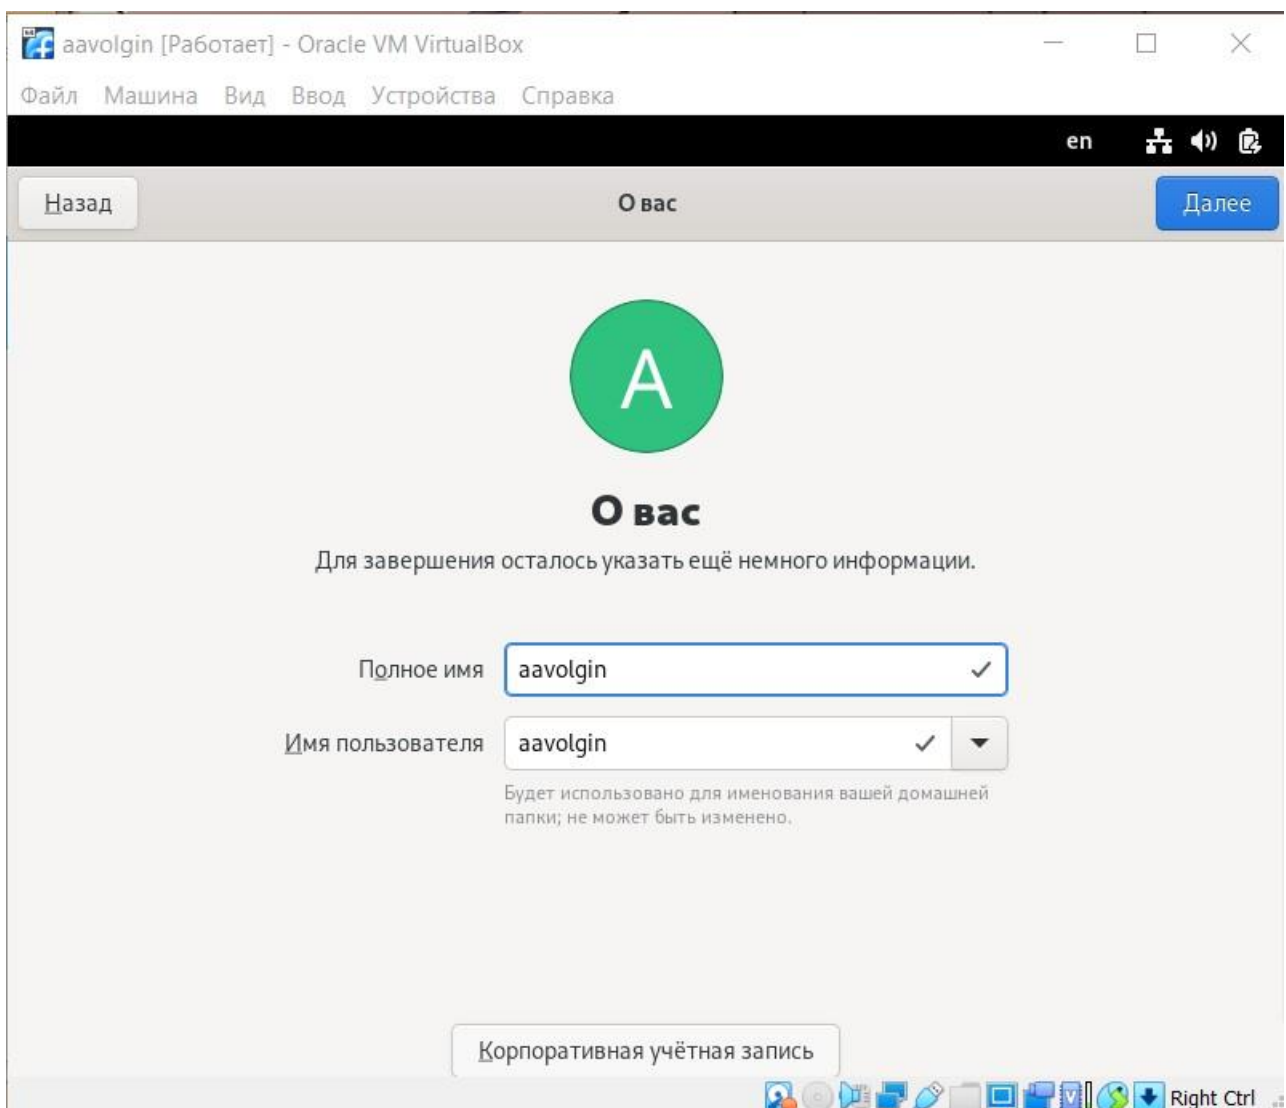 aavolgin [Работает] - Oracle VM VirtualBox
Файл Машина Вид Ввод Устройства Справка
en
Назад О вас Далее
A
О вас
Для завершения осталось указать ещё немного информации.
Полное имя aavolgin
Имя пользователя aavolgin
Будет использовано для именования вашей домашней
папки; не может быть изменено.
Корпоративная учётная запись
Right Ctrl